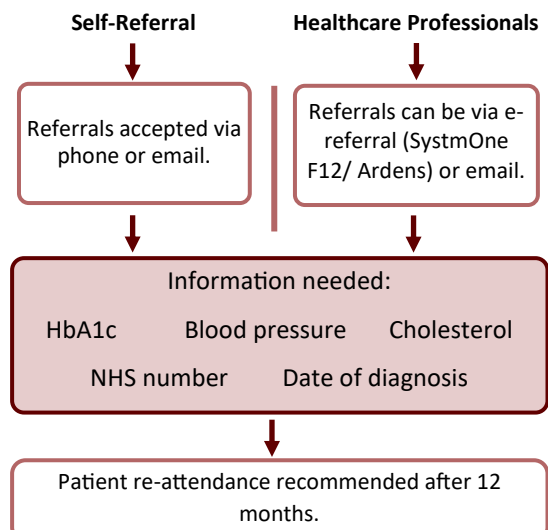 Self-Referral
Healthcare Professionals
Referrals accepted via
phone or email.
Referrals can be via e-
referral (SystmOne
F12/ Ardens) or email.
Information needed:
HbA1c Blood pressure Cholesterol
NHS number Date of diagnosis
Patient re-attendance recommended after 12
months.